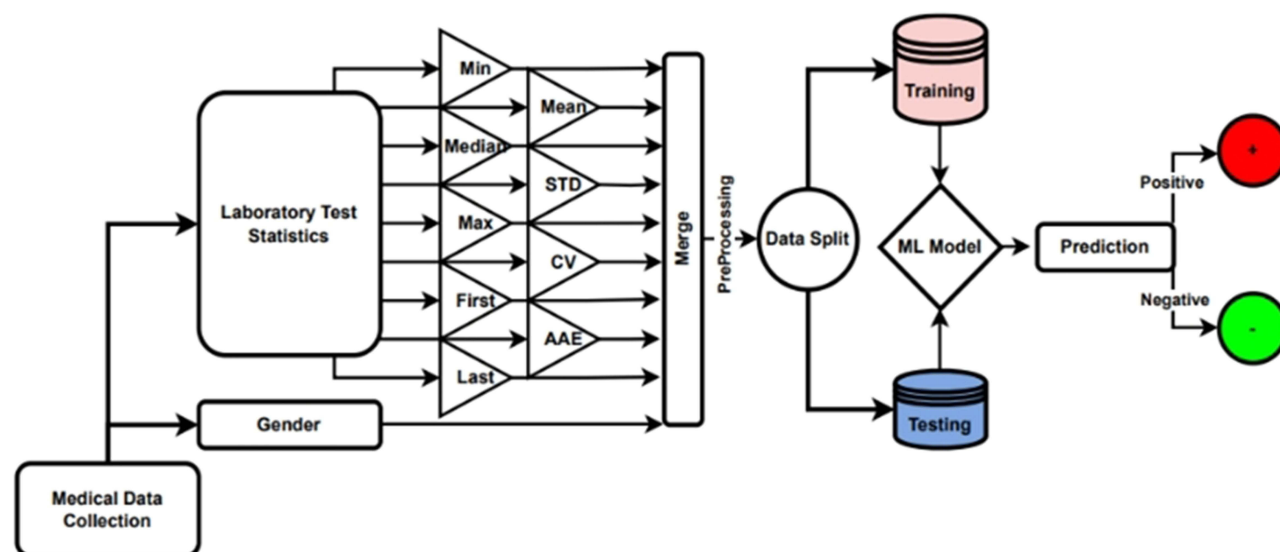 Min
Mean
Median
STD
Max
CV
First
AAE
Last
Laboratory Test
Statistics
Gender
Medical Data
Collection
Merge
PreProcessing
Data Split
Training
ML Model
Testing
Prediction
Positive
+
Negative
-